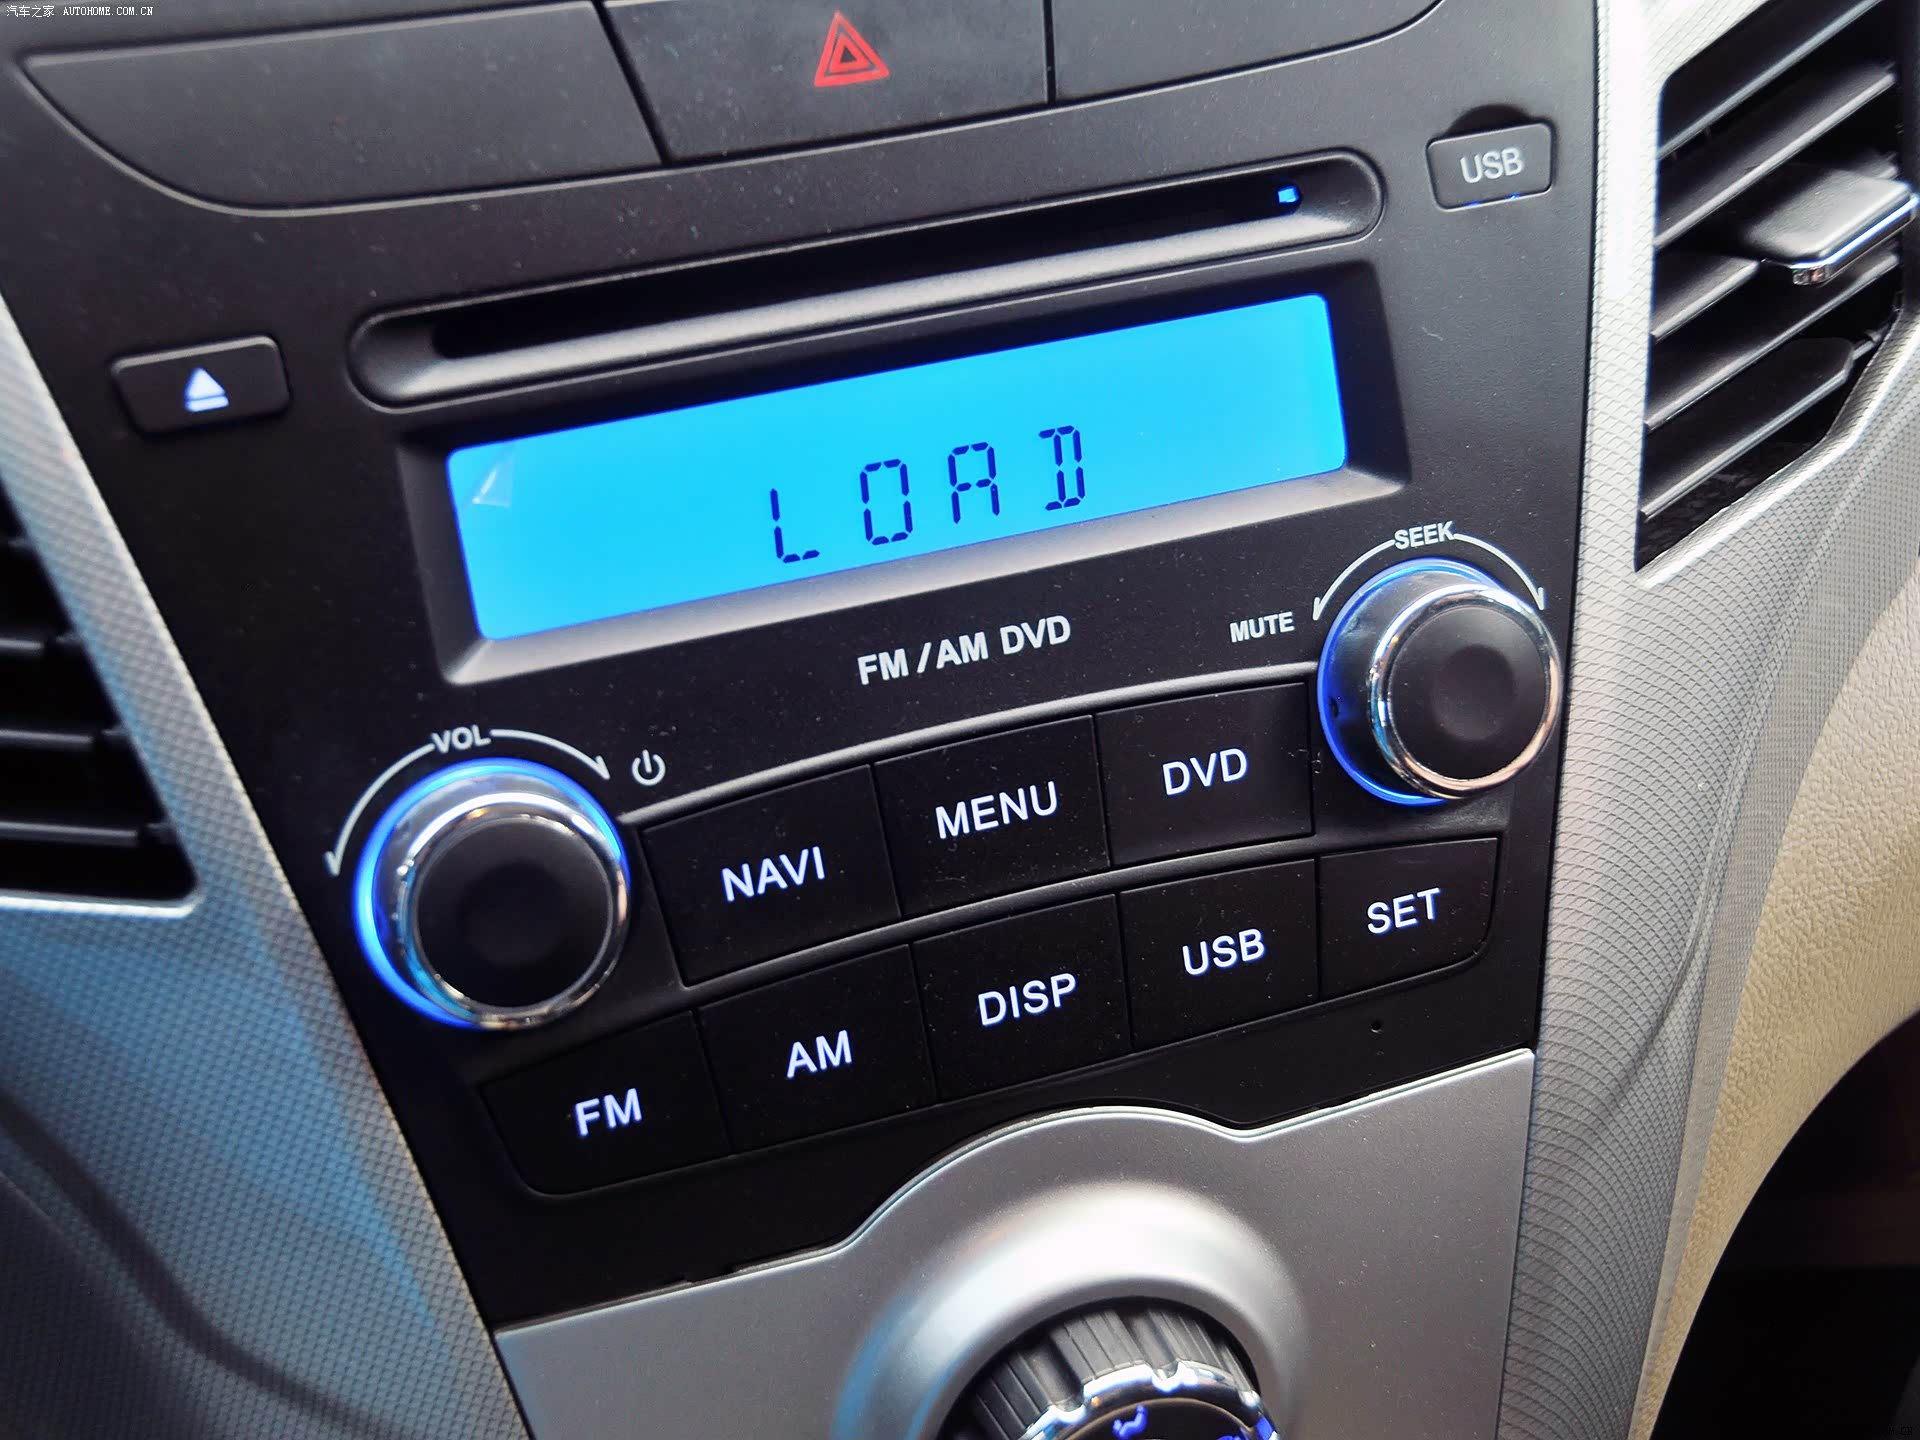 汽车之家 AUTOHOME.COM.CN
USB
LOAD
SEEK
FM/AM DVD
MUTE
VOL
NAVI MENU DVD
FM AM DISP USB SET